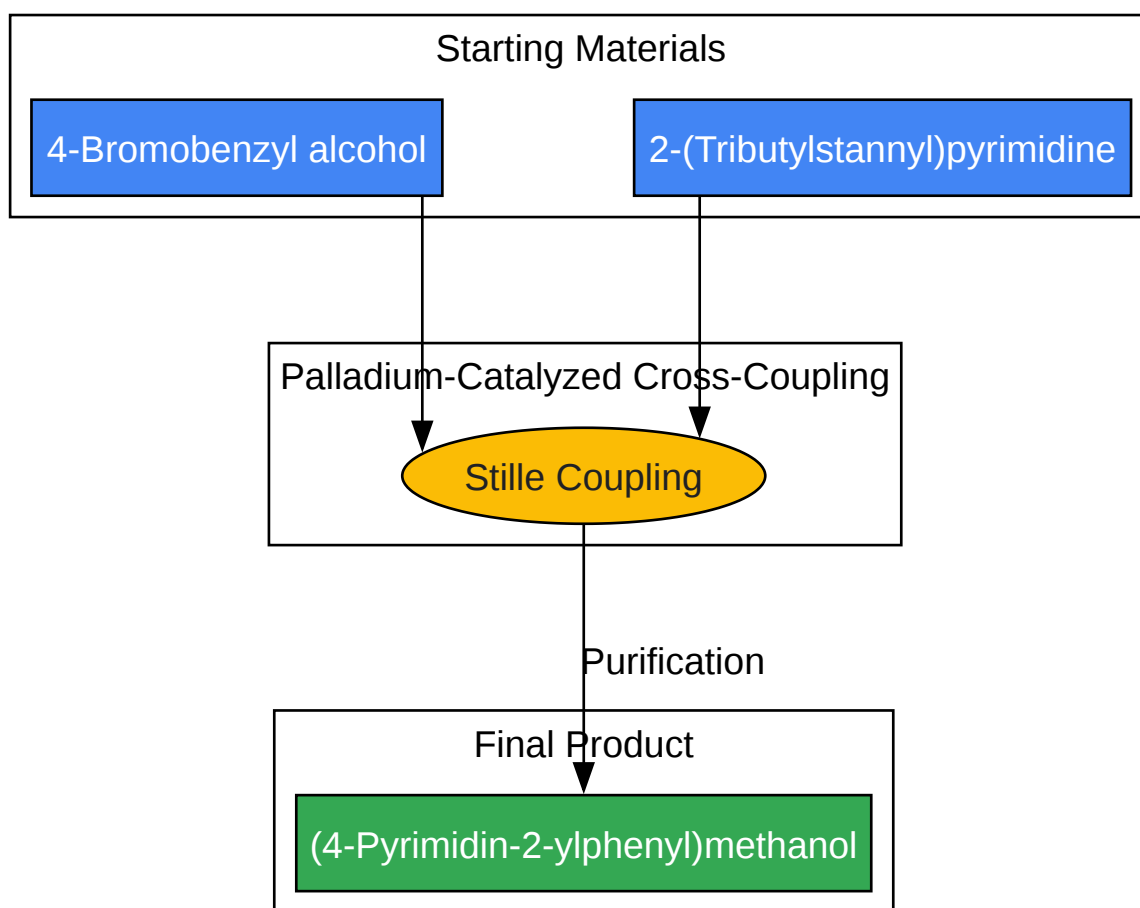 Starting Materials
4-Bromobenzyl alcohol
2-(Tributylstannyl)pyrimidine
Palladium-Catalyzed Cross-Coupling
Stille Coupling
Purification
Final Product
(4-Pyrimidin-2-ylphenyl)methanol